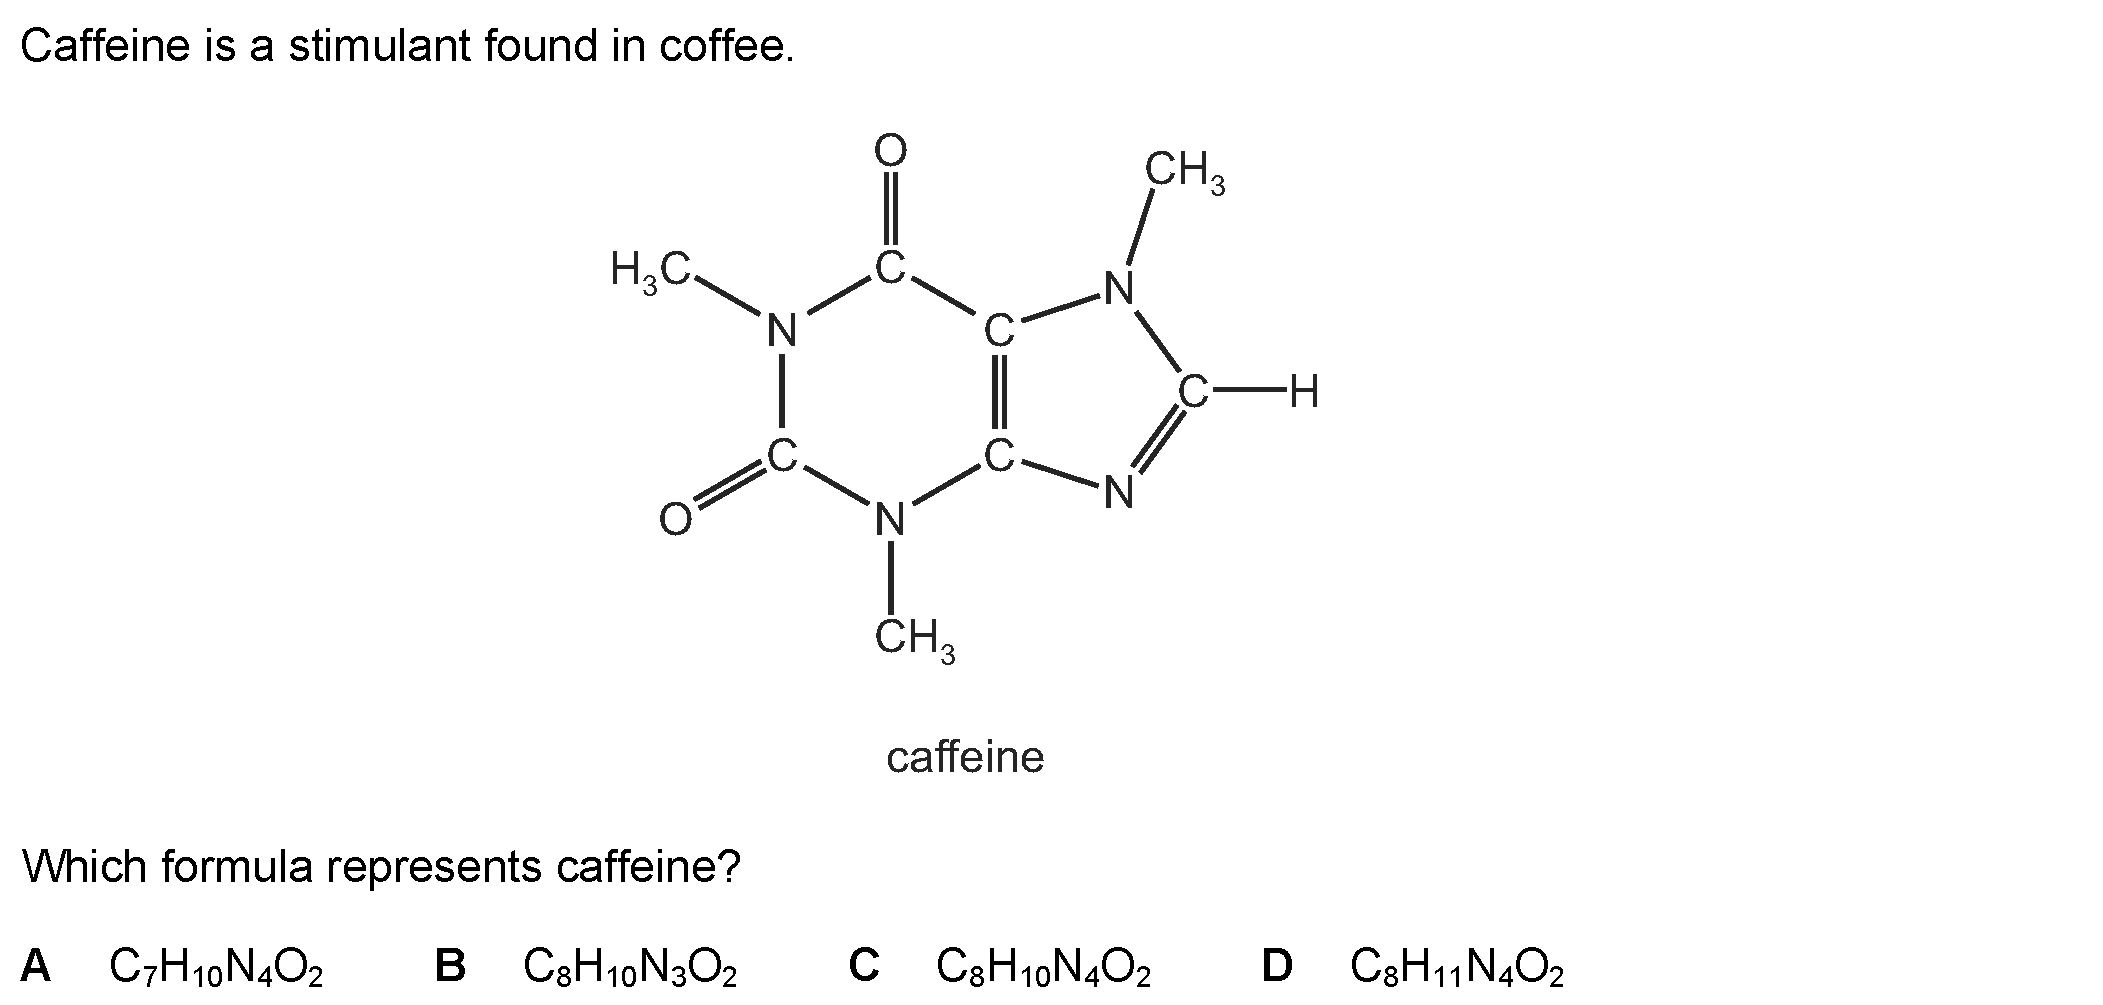 Caffeine is a stimulant found in coffee.
O
CH₃
H₃C
C
N
N
C
C
H
C
C
N
O
N
CH₃
caffeine
Which formula represents caffeine?
A C₇H₁₀N₄O₂ B C₈H₁₀N₃O₂ C C₈H₁₀N₄O₂ D C₈H₁₁N₄O₂